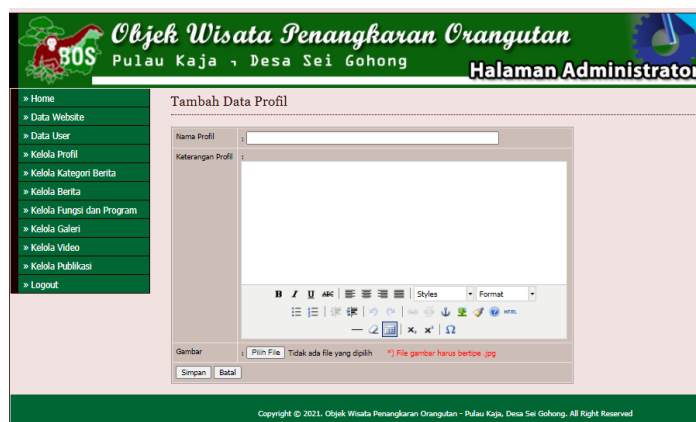 BOS
Objek Wisata Penangkaran Orangutan
Pulau Kaja , Desa Sei Gohong
Halaman Administrator
» Home
» Data Website
» Data User
» Kelola Profil
» Kelola Kategori Berita
» Kelola Berita
» Kelola Fungsi dan Program
» Kelola Galeri
» Kelola Video
» Kelola Publikasi
» Logout
Tambah Data Profil
Nama Profil :
Keterangan Profil :
B I U ABC Styles Format
HTML
x, x² Ω
Gambar : Pilih File Tidak ada file yang dipilih *) File gambar harus bertipe .jpg
Simpan Batal
Copyright © 2021. Objek Wisata Penangkaran Orangutan - Pulau Kaja, Desa Sei Gohong. All Right Reserved